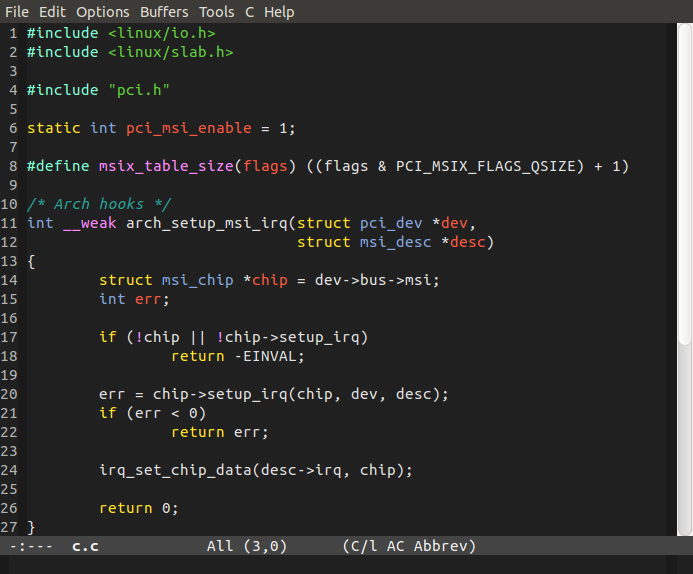 File Edit Options Buffers Tools C Help
1 #include <linux/io.h>
2 #include <linux/slab.h>
3
4 #include "pci.h"
5
6 static int pci_msi_enable = 1;
7
8 #define msix_table_size(flags) ((flags & PCI_MSIX_FLAGS_QSIZE) + 1)
9
10 /* Arch hooks */
11 int __weak arch_setup_msi_irq(struct pci_dev *dev,
12                               struct msi_desc *desc)
13 {
14         struct msi_chip *chip = dev->bus->msi;
15         int err;
16
17         if (!chip || !chip->setup_irq)
18                 return -EINVAL;
19
20         err = chip->setup_irq(chip, dev, desc);
21         if (err < 0)
22                 return err;
23
24         irq_set_chip_data(desc->irq, chip);
25
26         return 0;
27 }
-:---  c.c            All (3,0)      (C/l AC Abbrev)